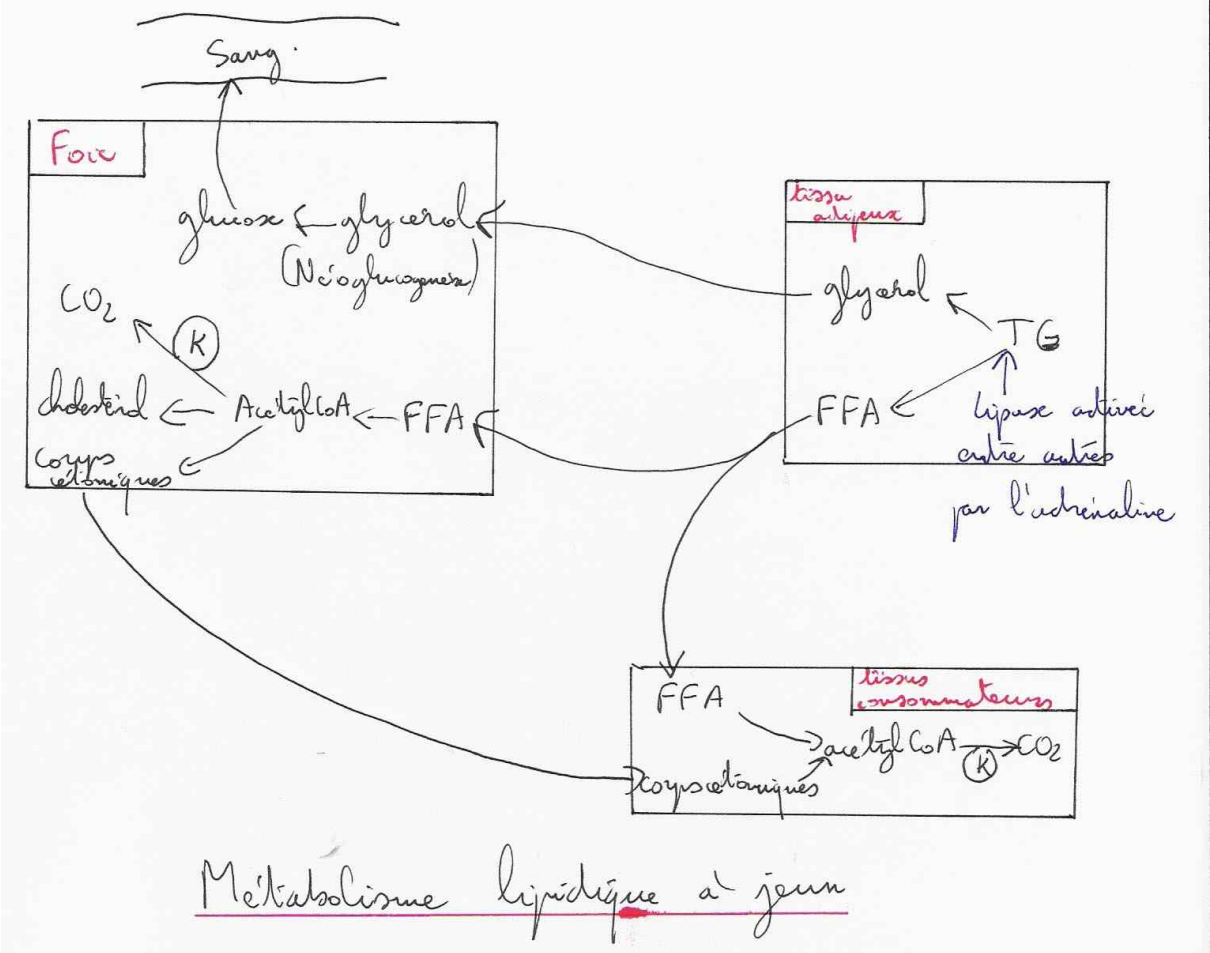 Sang.
Foie
glucose glycérol
(Néoglucogenèse)
CO2
K
cholestérol AcétylCoA FFA
corps
cétoniques
tissu
adipeux
glycérol
TG
FFA
lipase activée
entre autres
par l'adrénaline
FFA
tissus
consommateurs
acétylCoA CO2
K
corps cétoniques
Métabolisme lipidique à jeun